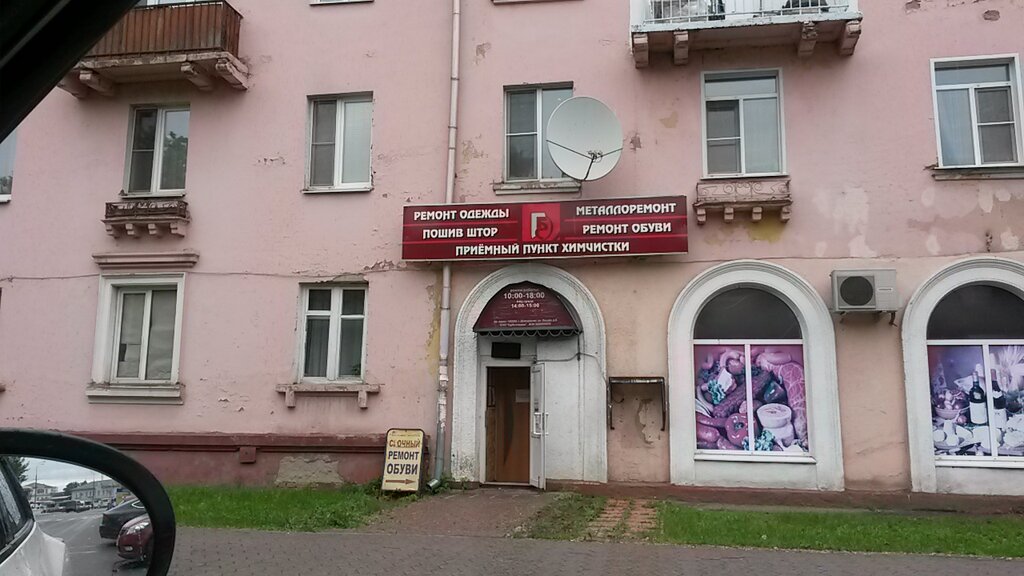 РЕМОНТ ОДЕЖДЫ
ПОШИВ ШТОР
МЕТАЛЛОРЕМОНТ
РЕМОНТ ОБУВИ
ПРИЁМНЫЙ ПУНКТ ХИМЧИСТКИ
10:00-18:00
14:00-15:00
СРОЧНЫЙ
РЕМОНТ
ОБУВИ